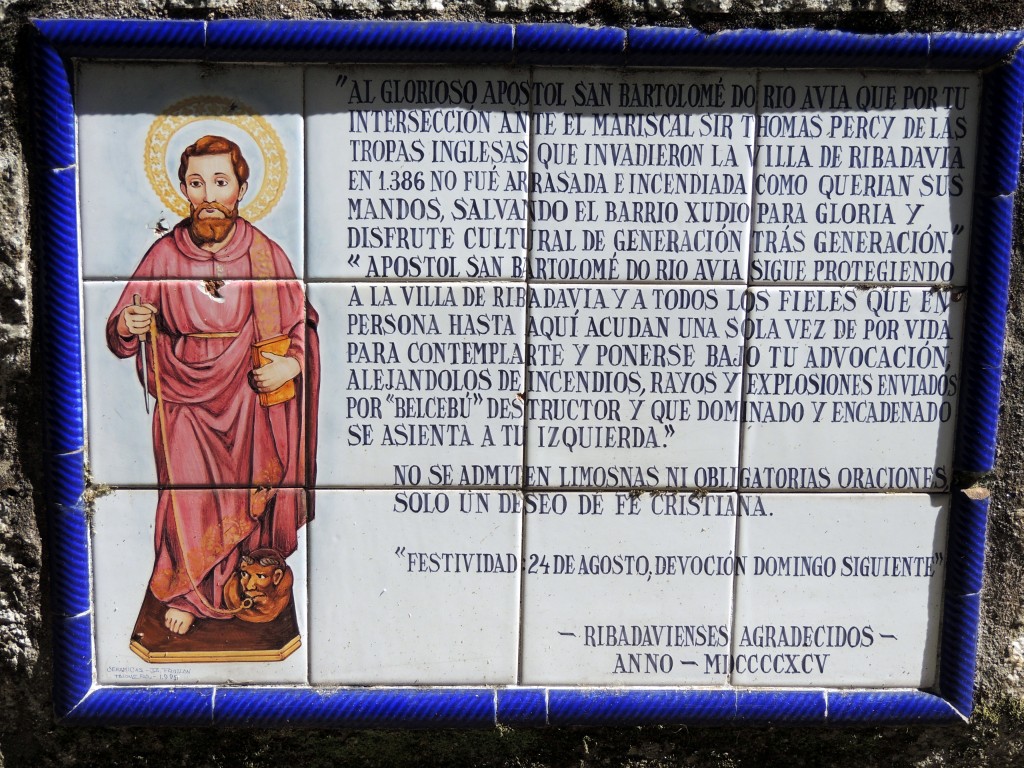 "AL GLORIOSO APOSTOL SAN BARTOLOMÉ DO RIO AVIA QUE POR TU
INTERSECCIÓN ANTE EL MARISCAL SIR THOMAS PERCY DE LAS
TROPAS INGLESAS QUE INVADIERON LA VILLA DE RIBADAVIA
EN 1.386 NO FUÉ ARRASADA E INCENDIADA COMO QUERIAN SUS
MANDOS, SALVANDO EL BARRIO XUDIO PARA GLORIA Y
DISFRUTE CULTURAL DE GENERACIÓN TRÁS GENERACIÓN."
"APOSTOL SAN BARTOLOMÉ DO RIO AVIA SIGUE PROTEGIENDO
A LA VILLA DE RIBADAVIA Y A TODOS LOS FIELES QUE EN
PERSONA HASTA AQUÍ ACUDAN UNA SOLA VEZ DE POR VIDA
PARA CONTEMPLARTE Y PONERSE BAJO TU ADVOCACIÓN,
ALEJANDOLOS DE INCENDIOS, RAYOS Y EXPLOSIONES ENVIADOS
POR "BELCEBÚ" DESTRUCTOR Y QUE DOMINADO Y ENCADENADO
SE ASIENTA A TU IZQUIERDA."
NO SE ADMITEN LIMOSNAS NI OBLIGATORIAS ORACIONES,
SOLO UN DESEO DE FÉ CRISTIANA.
"FESTIVIDAD: 24 DE AGOSTO, DEVOCIÓN DOMINGO SIGUIENTE"
- RIBADAVIENSES AGRADECIDOS -
ANNO - MDCCCCXCV